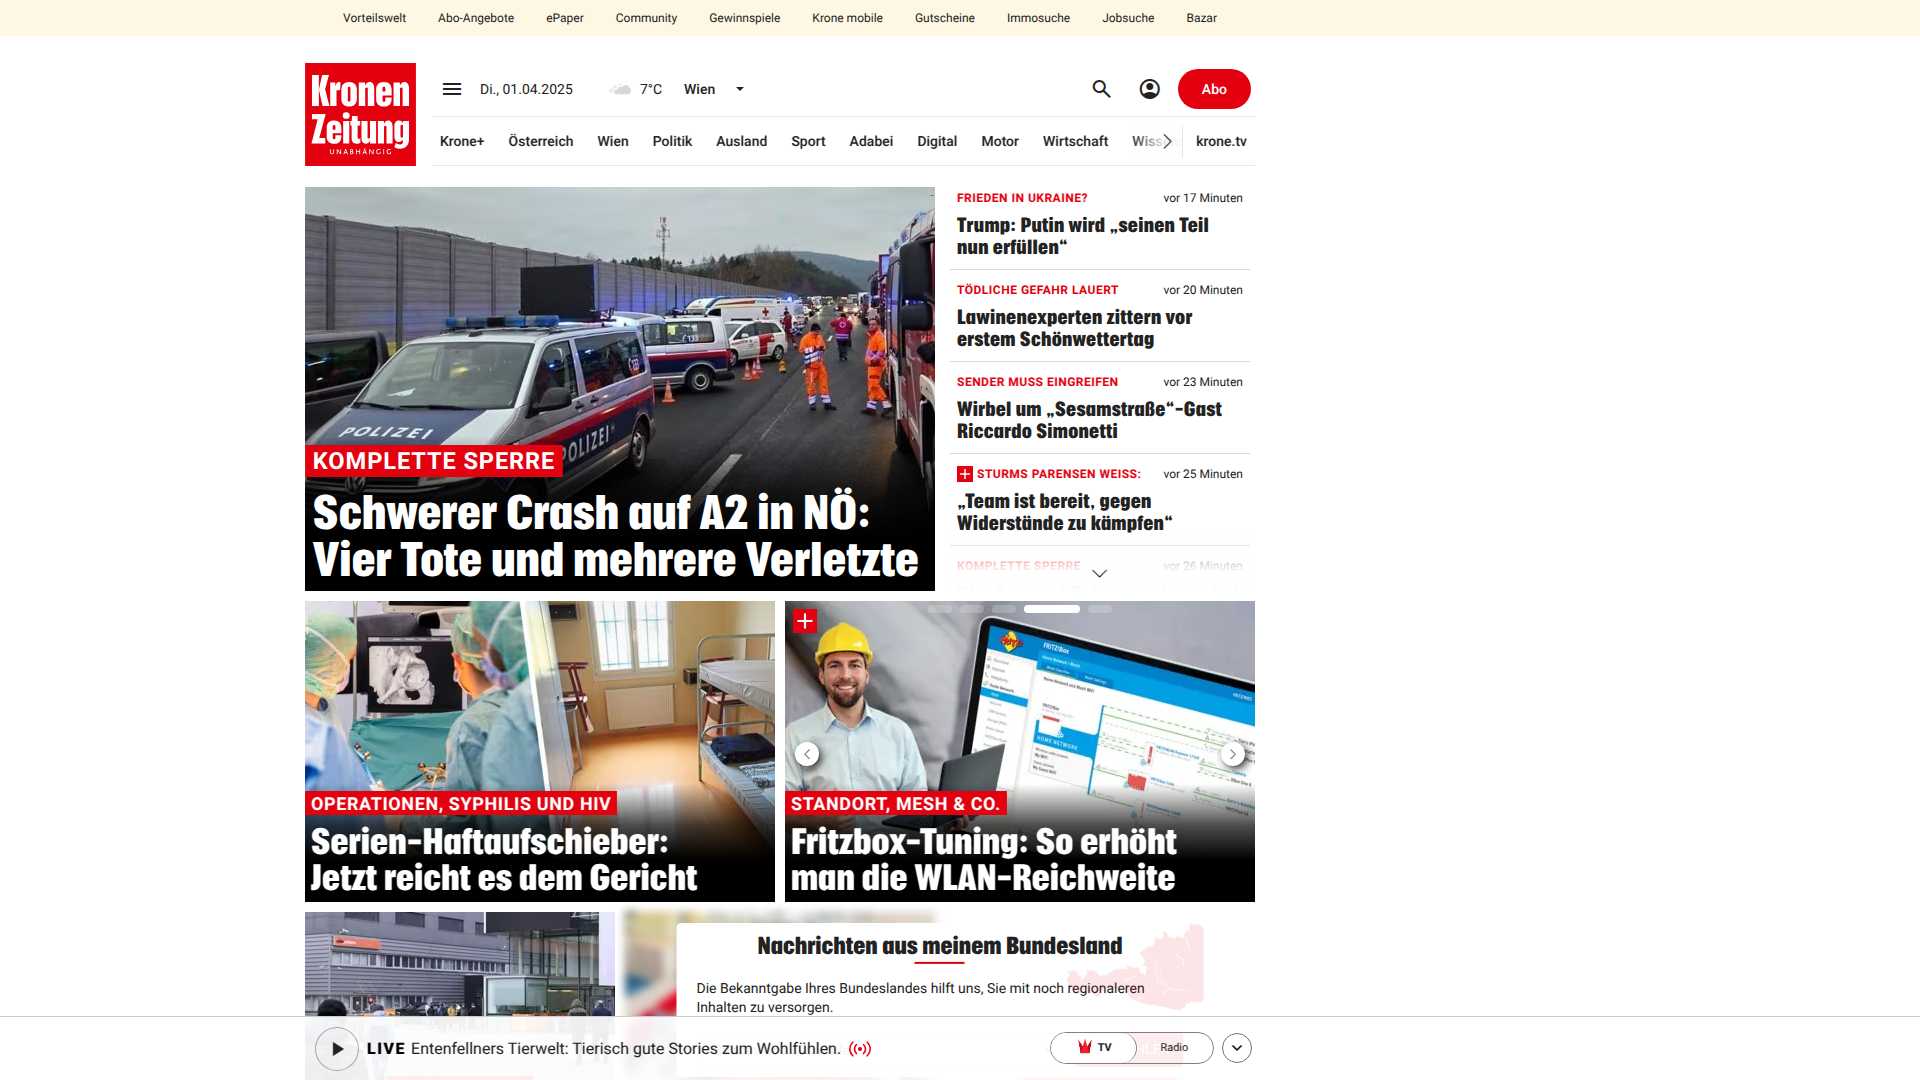 Vorteilswelt Abo-Angebote ePaper Community Gewinnspiele Krone mobile Gutscheine Immosuche Jobsuche Bazar
Kronen
Zeitung
UNABHÄNGIG
Di., 01.04.2025 7°C Wien Abo
Krone+ Österreich Wien Politik Ausland Sport Adabei Digital Motor Wirtschaft Wiss krone.tv
POLIZEI
POLIZEI
133
KOMPLETTE SPERRE
Schwerer Crash auf A2 in NÖ:
Vier Tote und mehrere Verletzte
FRIEDEN IN UKRAINE? vor 17 Minuten
Trump: Putin wird „seinen Teil
nun erfüllen“
TÖDLICHE GEFAHR LAUERT vor 20 Minuten
Lawinenexperten zittern vor
erstem Schönwettertag
SENDER MUSS EINGREIFEN vor 23 Minuten
Wirbel um „Sesamstraße“-Gast
Riccardo Simonetti
STURMS PARENSEN WEISS: vor 25 Minuten
„Team ist bereit, gegen
Widerstände zu kämpfen“
KOMPLETTE SPERRE vor 26 Minuten
OPERATIONEN, SYPHILIS UND HIV
Serien-Haftaufschieber:
Jetzt reicht es dem Gericht
FRITZ!Box
HOME NETWORK
STANDORT, MESH & CO.
Fritzbox-Tuning: So erhöht
man die WLAN-Reichweite
Nachrichten aus meinem Bundesland
Die Bekanntgabe Ihres Bundeslandes hilft uns, Sie mit noch regionaleren
Inhalten zu versorgen.
LIVE Entenfellners Tierwelt: Tierisch gute Stories zum Wohlfühlen. TV Radio